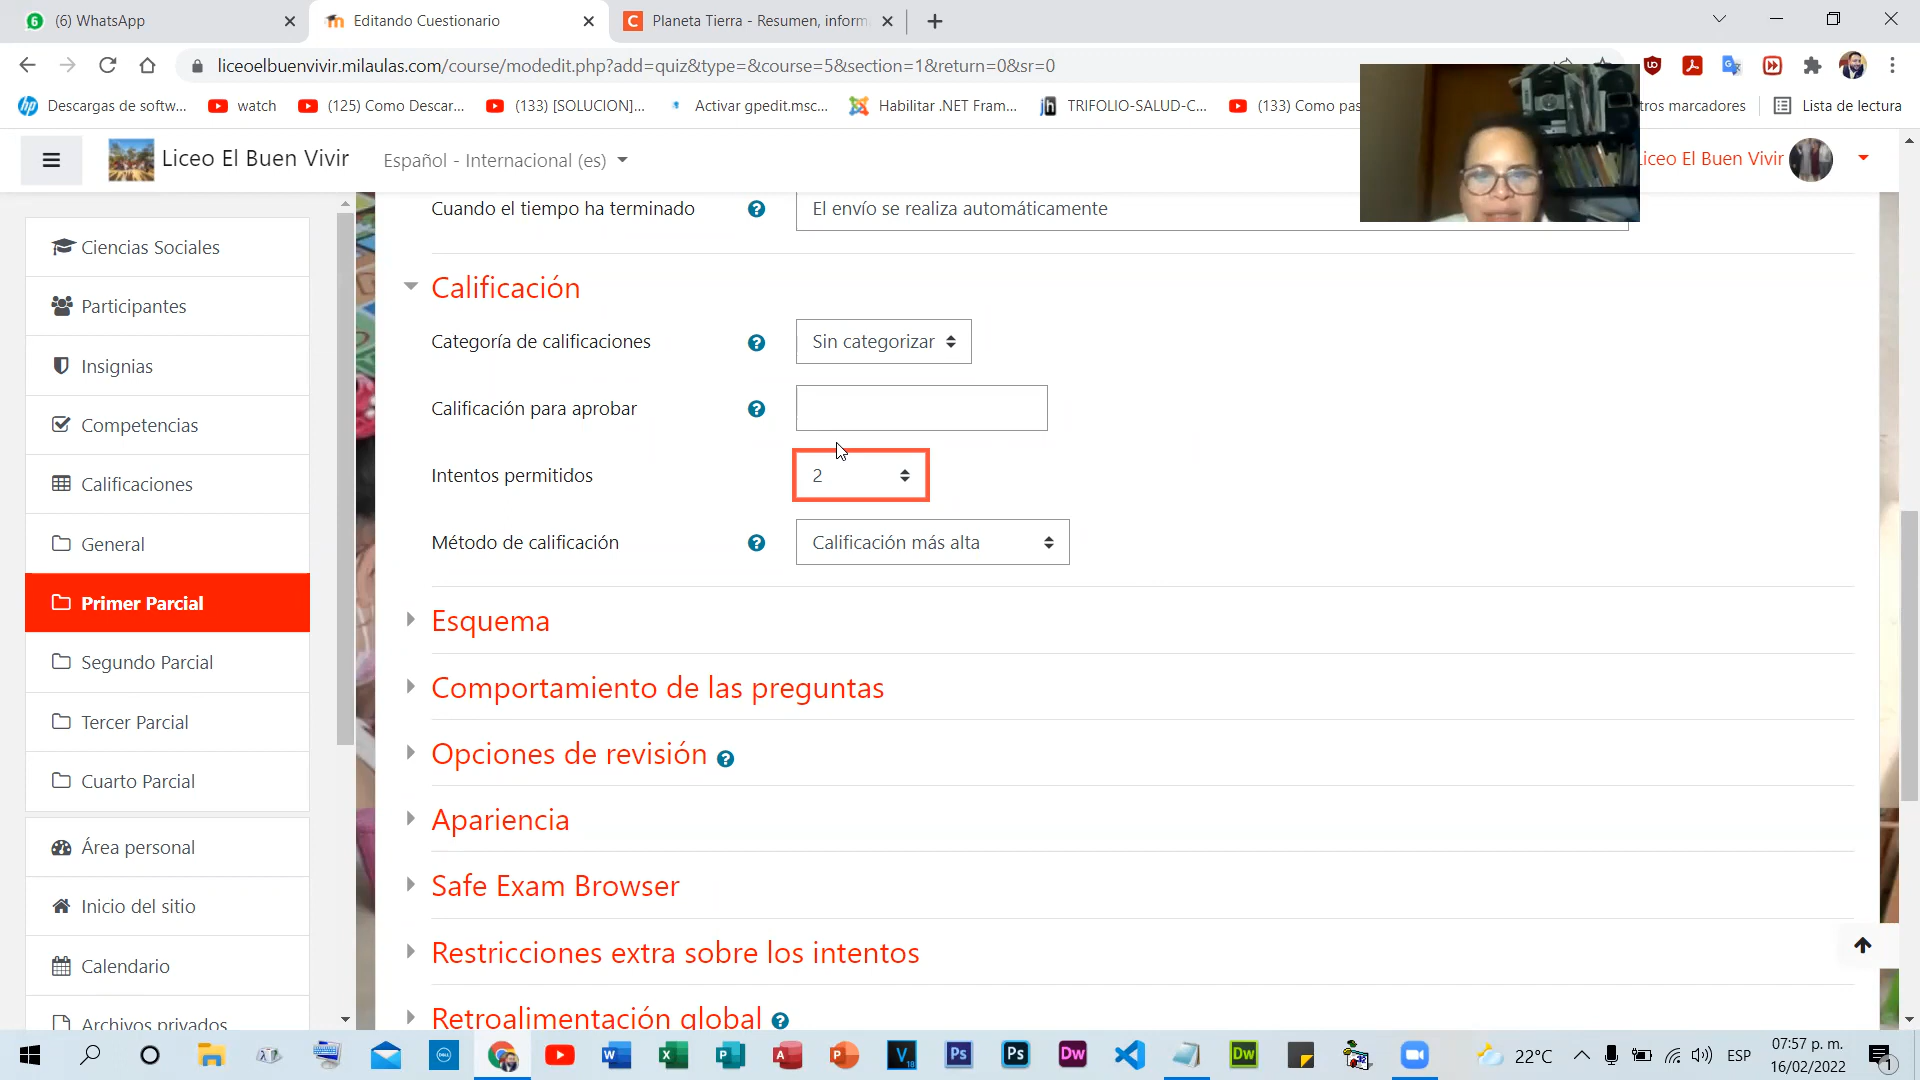 (6) WhatsApp
Editando Cuestionario
Planeta Tierra - Resumen, inform
liceoelbuenvivir.milaulas.com/course/modedit.php?add=quiz&type=&course=5&section=1&return=0&sr=0
Descargas de softw...
watch
(125) Como Descar...
(133) [SOLUCION]...
Activar gpedit.msc...
Habilitar .NET Fram...
TRIFOLIO-SALUD-C...
(133) Como pas
tros marcadores
Lista de lectura
Liceo El Buen Vivir
Español - Internacional (es)
iceo El Buen Vivir
Ciencias Sociales
Participantes
Insignias
Competencias
Calificaciones
General
Primer Parcial
Segundo Parcial
Tercer Parcial
Cuarto Parcial
Área personal
Inicio del sitio
Calendario
Archivos privados
Cuando el tiempo ha terminado
El envío se realiza automáticamente
Calificación
Categoría de calificaciones
Sin categorizar
Calificación para aprobar
Intentos permitidos
2
Método de calificación
Calificación más alta
Esquema
Comportamiento de las preguntas
Opciones de revisión
Apariencia
Safe Exam Browser
Restricciones extra sobre los intentos
Retroalimentación global
22°C
ESP
07:57 p. m.
16/02/2022
1